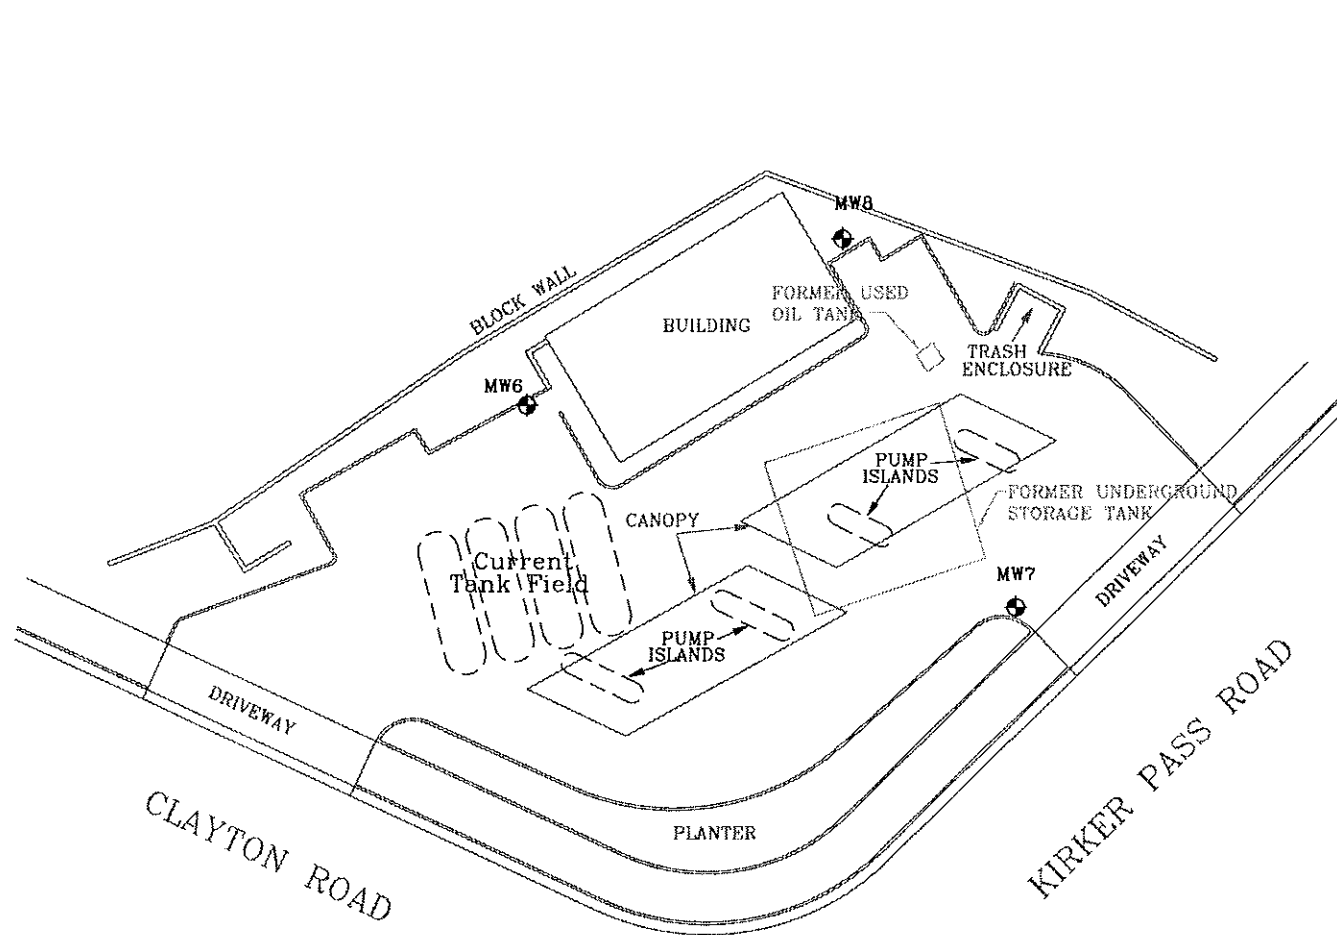 MW8
BLOCK WALL
FORMER USED
OIL TANK
BUILDING
TRASH
ENCLOSURE
MW6
PUMP
ISLANDS
FORMER UNDERGROUND
STORAGE TANK
CANOPY
Current
Tank Field
MW7
DRIVEWAY
PUMP
ISLANDS
DRIVEWAY
PLANTER
CLAYTON ROAD
KIRKER PASS ROAD